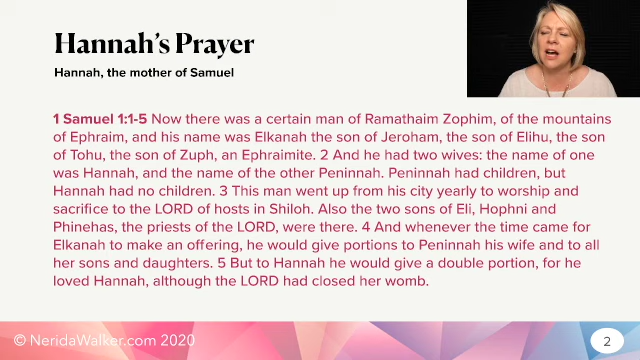 Hannah's Prayer
Hannah, the mother of Samuel
1 Samuel 1:1-5 Now there was a certain man of Ramathaim Zophim, of the mountains
of Ephraim, and his name was Elkanah the son of Jeroham, the son of Elihu, the son
of Tohu, the son of Zuph, an Ephraimite. 2 And he had two wives: the name of one
was Hannah, and the name of the other Peninnah. Peninnah had children, but
Hannah had no children. 3 This man went up from his city yearly to worship and
sacrifice to the LORD of hosts in Shiloh. Also the two sons of Eli, Hophni and
Phinehas, the priests of the LORD, were there. 4 And whenever the time came for
Elkanah to make an offering, he would give portions to Peninnah his wife and to all
her sons and daughters. 5 But to Hannah he would give a double portion, for he
loved Hannah, although the LORD had closed her womb.
© NeridaWalker.com 2020
2